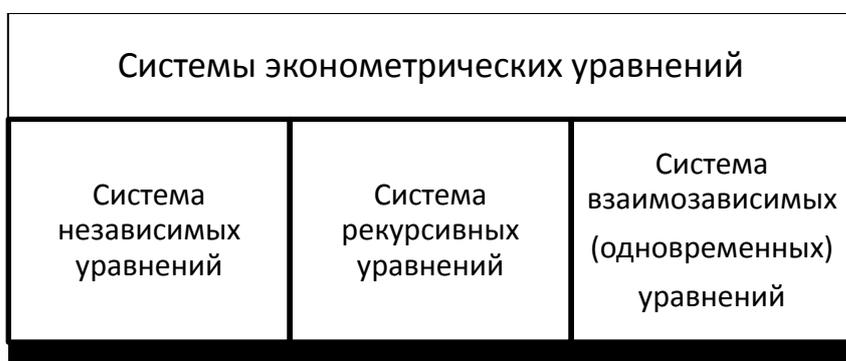 Системы эконометрических уравнений
Система
независимых
уравнений
Система
рекурсивных
уравнений
Система
взаимозависимых
(одновременных)
уравнений